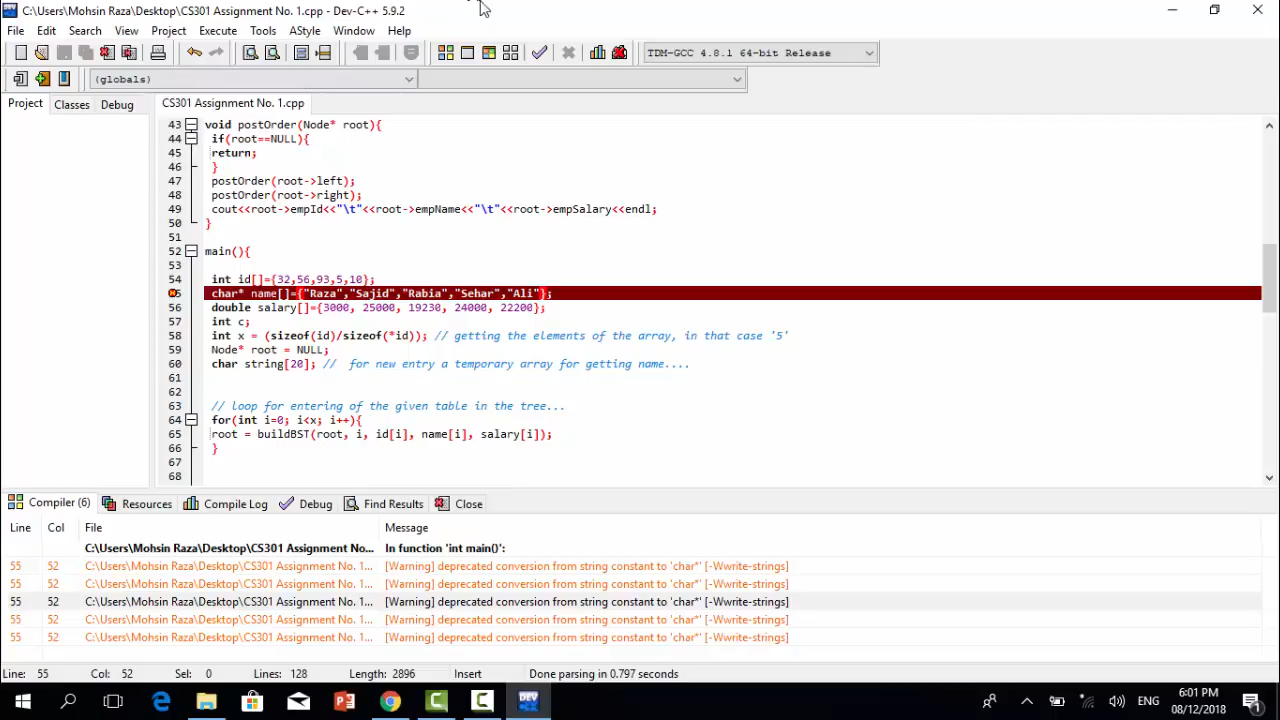 C:\Users\Mohsin Raza\Desktop\CS301 Assignment No. 1.cpp - Dev-C++ 5.9.2
File Edit Search View Project Execute Tools AStyle Window Help
TDM-GCC 4.8.1 64-bit Release
(globals)
Project Classes Debug CS301 Assignment No. 1.cpp
43 void postOrder(Node* root){
44 if(root==NULL){
45 return;
46 }
47 postOrder(root->left);
48 postOrder(root->right);
49 cout<<root->empId<<"\t"<<root->empName<<"\t"<<root->empSalary<<endl;
50 }
51
52 main(){
53
54 int id[]={32,56,93,5,10};
5 char* name[]={"Raza","Sajid","Rabia","Sehar","Ali"};
56 double salary[]={3000, 25000, 19230, 24000, 22200};
57 int c;
58 int x = (sizeof(id)/sizeof(*id)); // getting the elements of the array, in that case '5'
59 Node* root = NULL;
60 char string[20]; // for new entry a temporary array for getting name....
61
62
63 // loop for entering of the given table in the tree...
64 for(int i=0; i<x; i++){
65 root = buildBST(root, i, id[i], name[i], salary[i]);
66 }
67
68
Compiler (6) Resources Compile Log Debug Find Results Close
Line Col File Message
C:\Users\Mohsin Raza\Desktop\CS301 Assignment No... In function 'int main()':
55 52 C:\Users\Mohsin Raza\Desktop\CS301 Assignment No. 1... [Warning] deprecated conversion from string constant to 'char*' [-Wwrite-strings]
55 52 C:\Users\Mohsin Raza\Desktop\CS301 Assignment No. 1... [Warning] deprecated conversion from string constant to 'char*' [-Wwrite-strings]
55 52 C:\Users\Mohsin Raza\Desktop\CS301 Assignment No. 1... [Warning] deprecated conversion from string constant to 'char*' [-Wwrite-strings]
55 52 C:\Users\Mohsin Raza\Desktop\CS301 Assignment No. 1... [Warning] deprecated conversion from string constant to 'char*' [-Wwrite-strings]
55 52 C:\Users\Mohsin Raza\Desktop\CS301 Assignment No. 1... [Warning] deprecated conversion from string constant to 'char*' [-Wwrite-strings]
Line: 55 Col: 52 Sel: 0 Lines: 128 Length: 2896 Insert Done parsing in 0.797 seconds
DEV ENG 6:01 PM
08/12/2018 1